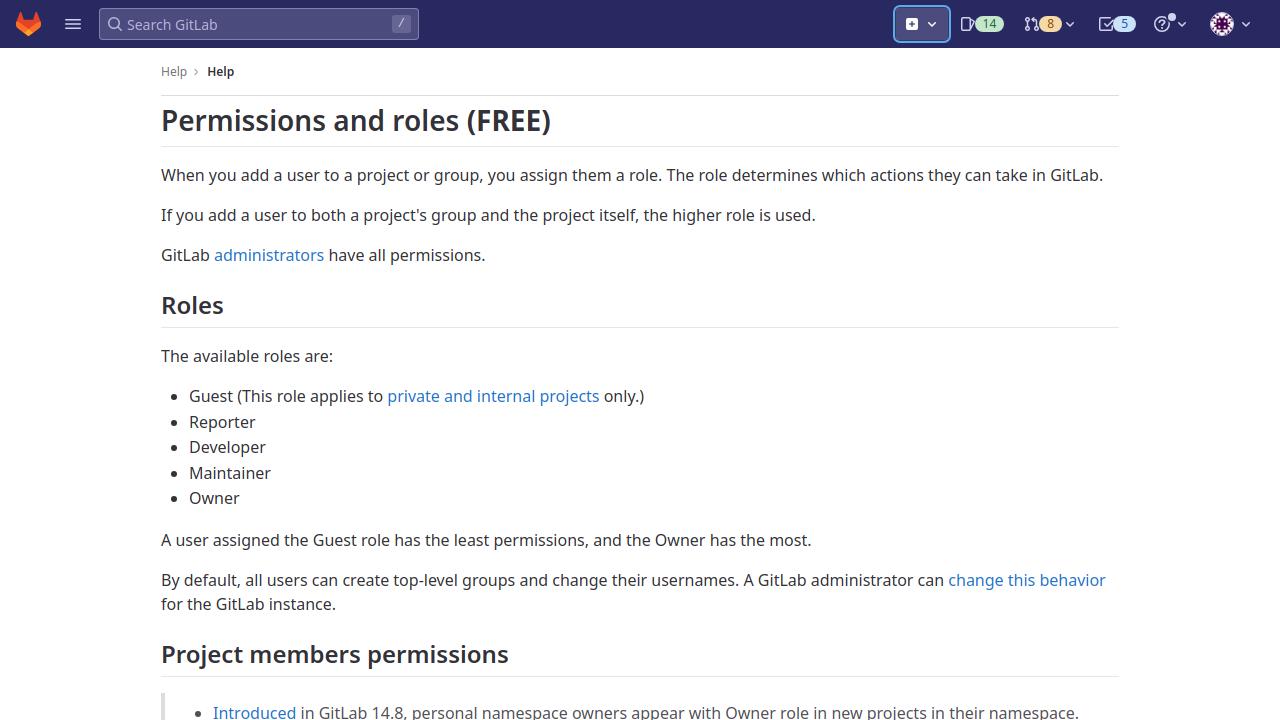 Search GitLab
/
14
8
5
Help
Help
Permissions and roles (FREE)
When you add a user to a project or group, you assign them a role. The role determines which actions they can take in GitLab.
If you add a user to both a project's group and the project itself, the higher role is used.
GitLab administrators have all permissions.
Roles
The available roles are:
Guest (This role applies to private and internal projects only.)
Reporter
Developer
Maintainer
Owner
A user assigned the Guest role has the least permissions, and the Owner has the most.
By default, all users can create top-level groups and change their usernames. A GitLab administrator can change this behavior
for the GitLab instance.
Project members permissions
Introduced in GitLab 14.8, personal namespace owners appear with Owner role in new projects in their namespace.